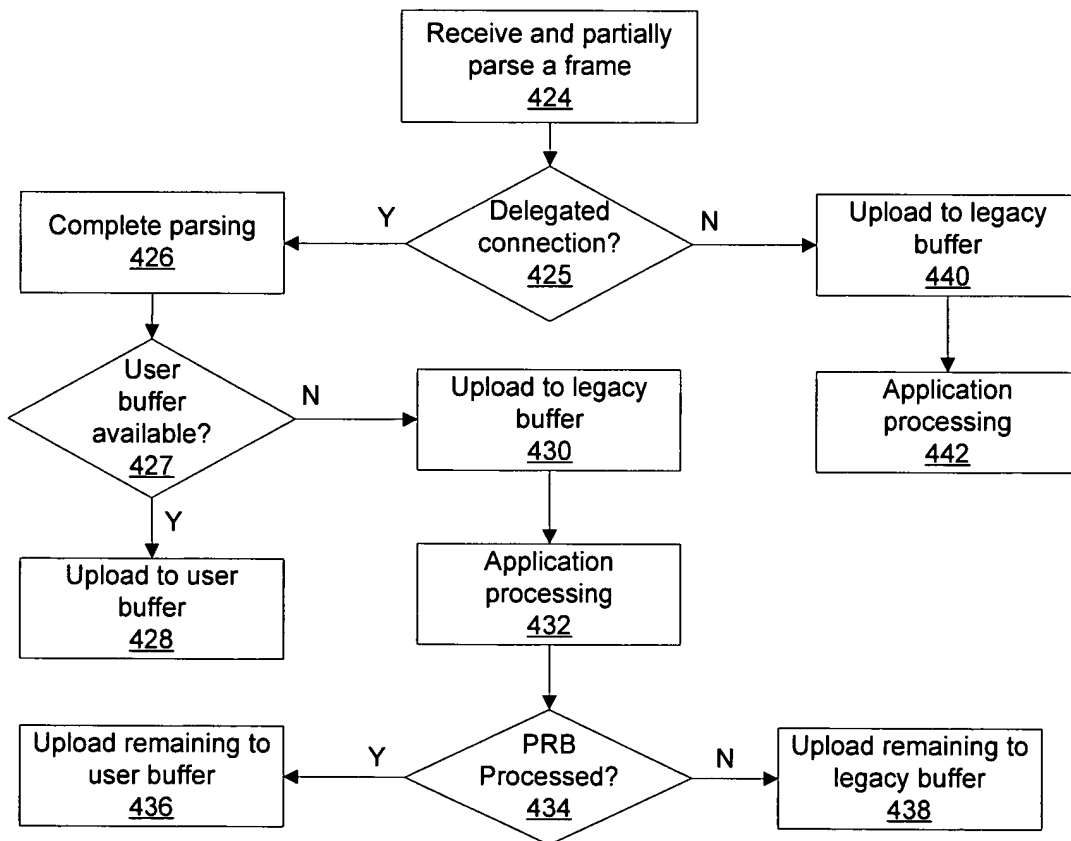 Receive and partially
parse a frame
424
Delegated
connection?
425
Y
N
Complete parsing
426
Upload to legacy
buffer
440
User
buffer
available?
427
N
Y
Upload to legacy
buffer
430
Application
processing
442
Upload to user
buffer
428
Application
processing
432
PRB
Processed?
434
Y
N
Upload remaining to
user buffer
436
Upload remaining to
legacy buffer
438